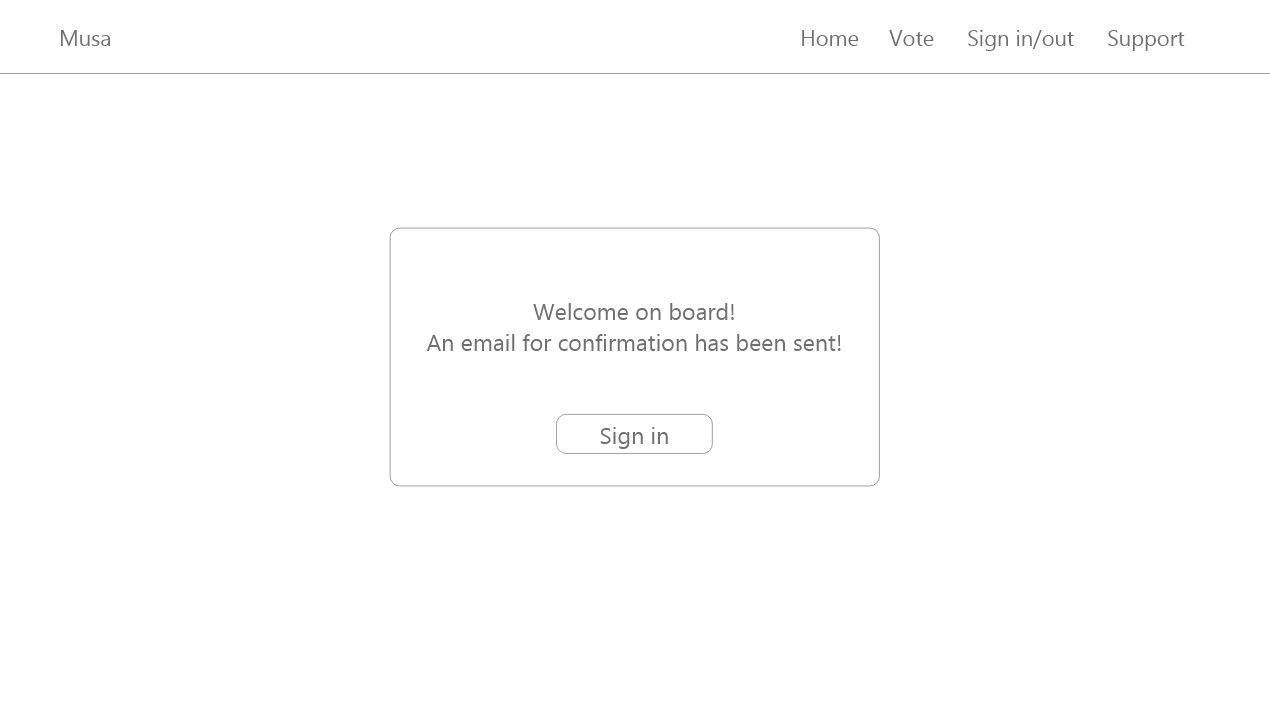 Musa
Home Vote Sign in/out Support
Welcome on board!
An email for confirmation has been sent!
Sign in